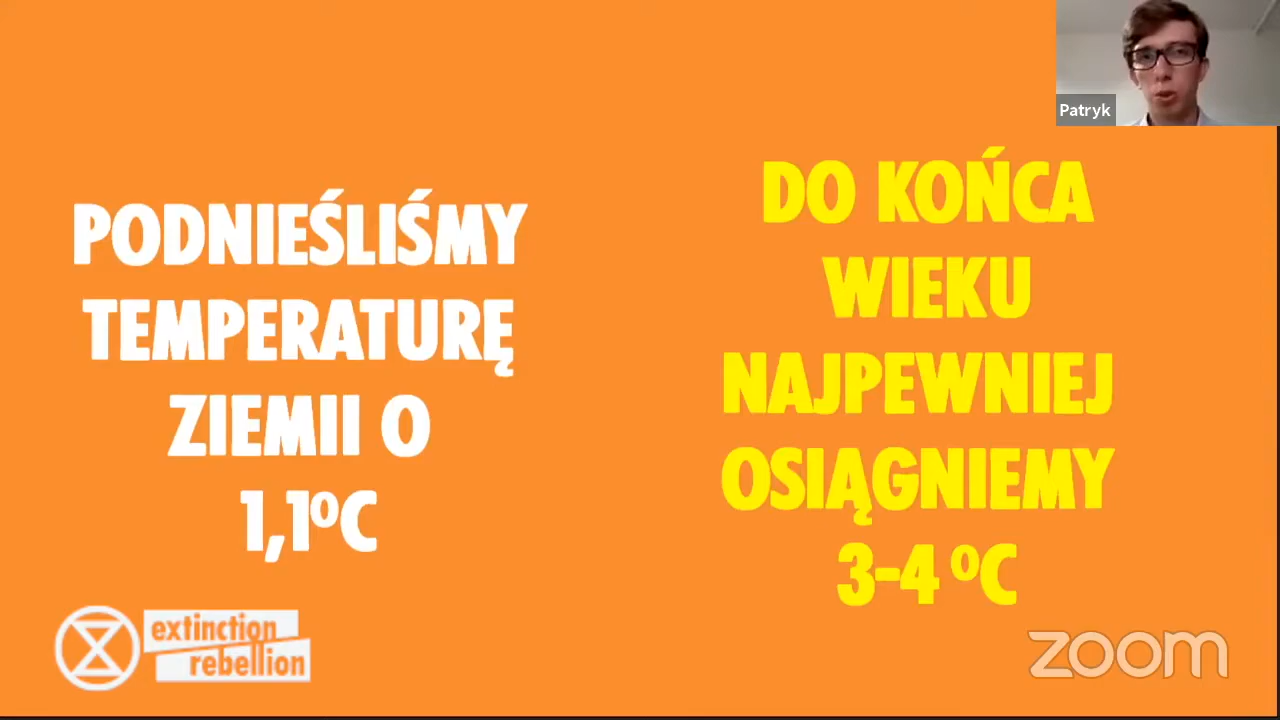 Patryk
PODNIEŚLIŚMY
TEMPERATURĘ
ZIEMII O
1,1ºC
DO KOŃCA
WIEKU
NAJPEWNIEJ
OSIĄGNIEMY
3-4 ºC
extinction
rebellion
zoom